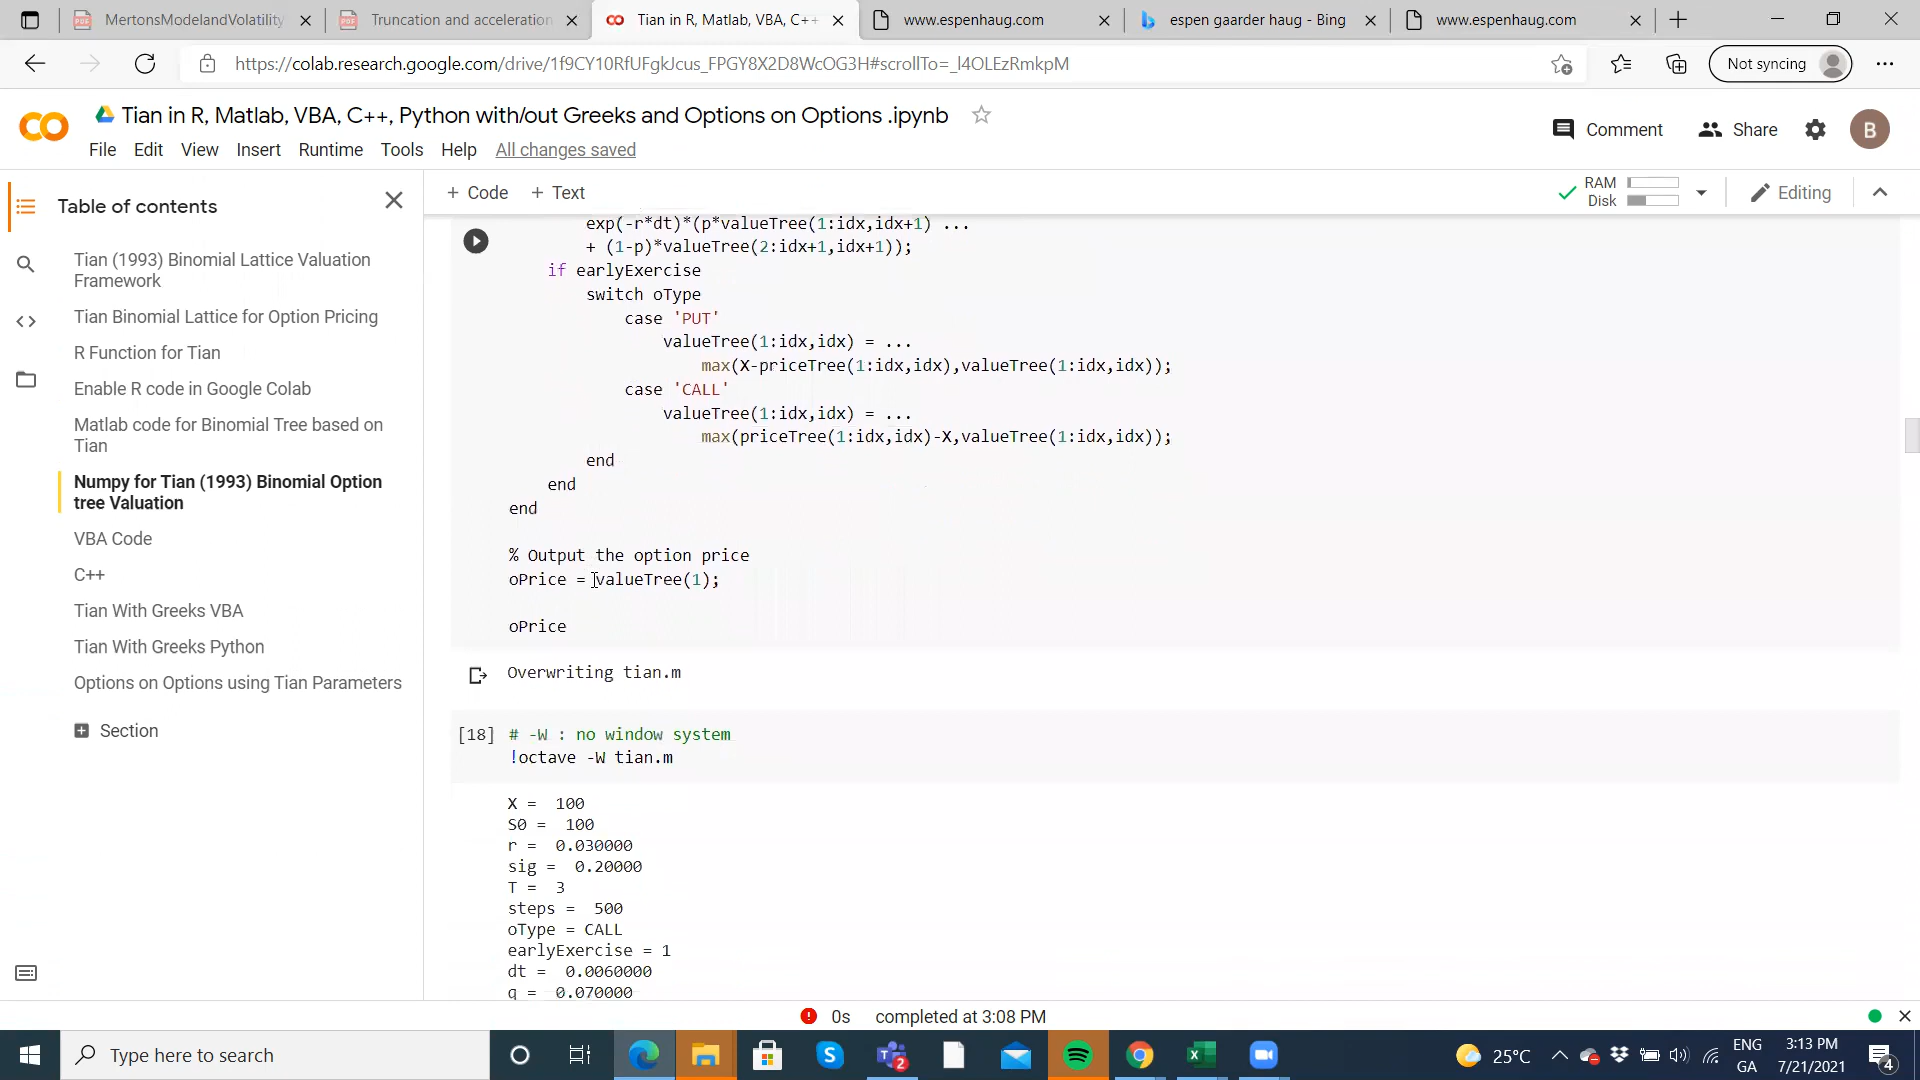 MertonsModelandVolatility
Truncation and acceleration
Tian in R, Matlab, VBA, C++
www.espenhaug.com
espen gaarder haug - Bing
www.espenhaug.com
https://colab.research.google.com/drive/1f9CY10RfUFgkJcus_FPGY8X2D8WcOG3H#scrollTo=_l4OLEzRmkpM
Not syncing
Tian in R, Matlab, VBA, C++, Python with/out Greeks and Options on Options .ipynb
Comment
Share
B
File Edit View Insert Runtime Tools Help All changes saved
Table of contents
+ Code + Text
RAM
Disk
Editing
Tian (1993) Binomial Lattice Valuation
Framework
Tian Binomial Lattice for Option Pricing
R Function for Tian
Enable R code in Google Colab
Matlab code for Binomial Tree based on
Tian
Numpy for Tian (1993) Binomial Option
tree Valuation
VBA Code
C++
Tian With Greeks VBA
Tian With Greeks Python
Options on Options using Tian Parameters
Section
exp(-r*dt)*(p*valueTree(1:idx,idx+1) ...
+ (1-p)*valueTree(2:idx+1,idx+1));
if earlyExercise
switch oType
case 'PUT'
valueTree(1:idx,idx) = ...
max(X-priceTree(1:idx,idx),valueTree(1:idx,idx));
case 'CALL'
valueTree(1:idx,idx) = ...
max(priceTree(1:idx,idx)-X,valueTree(1:idx,idx));
end
end
end
% Output the option price
oPrice = valueTree(1);
oPrice
Overwriting tian.m
[18] # -W : no window system
!octave -W tian.m
X = 100
S0 = 100
r = 0.030000
sig = 0.20000
T = 3
steps = 500
oType = CALL
earlyExercise = 1
dt = 0.0060000
q = 0.070000
0s completed at 3:08 PM
Type here to search
2
25°C
ENG
GA
3:13 PM
7/21/2021
4